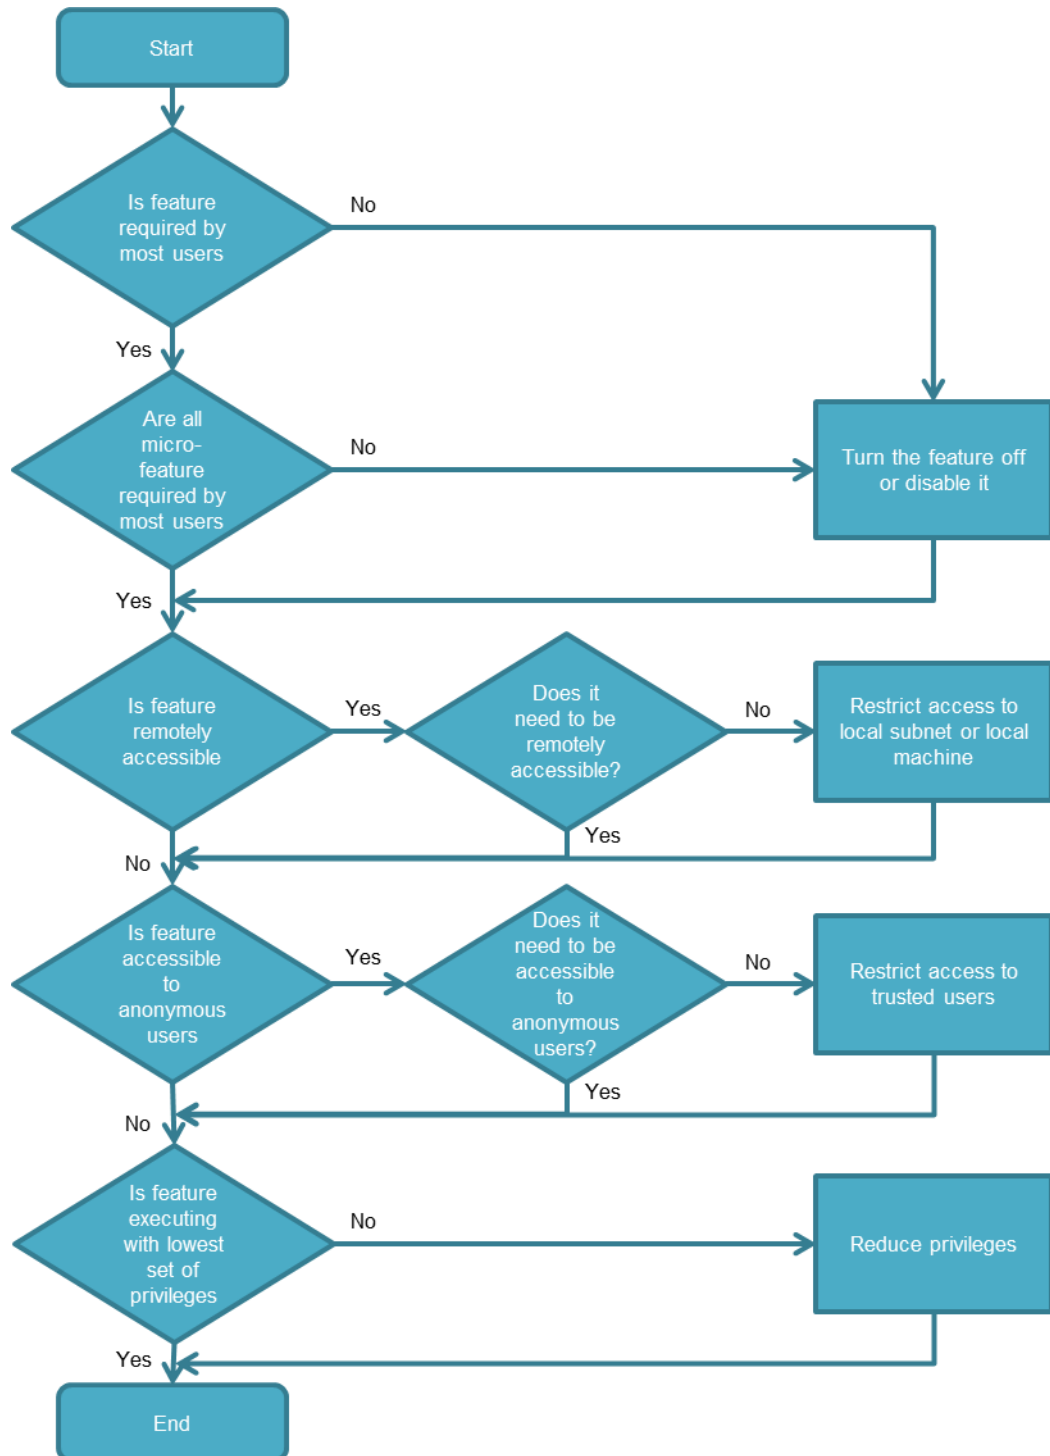 Start
Is feature
required by
most users
No
Yes
Are all
micro-
feature
required by
most users
No
Turn the feature off
or disable it
Yes
Is feature
remotely
accessible
Yes
Does it
need to be
remotely
accessible?
No
Restrict access to
local subnet or local
machine
Yes
No
Is feature
accessible
to
anonymous
users
Yes
Does it
need to be
accessible
to
anonymous
users?
No
Restrict access to
trusted users
Yes
No
Is feature
executing
with lowest
set of
privileges
No
Reduce privileges
Yes
End